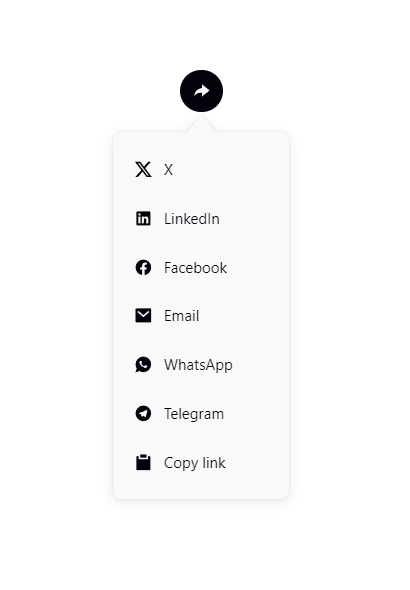 X
LinkedIn
Facebook
Email
WhatsApp
Telegram
Copy link